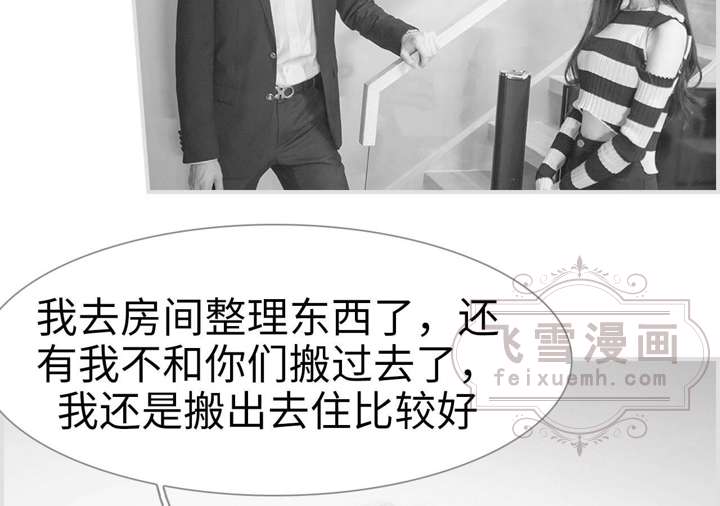 我去房间整理东西了，还
有我不和你们搬过去了，
我还是搬出去住比较好
飞雪漫画
feixuemh.com